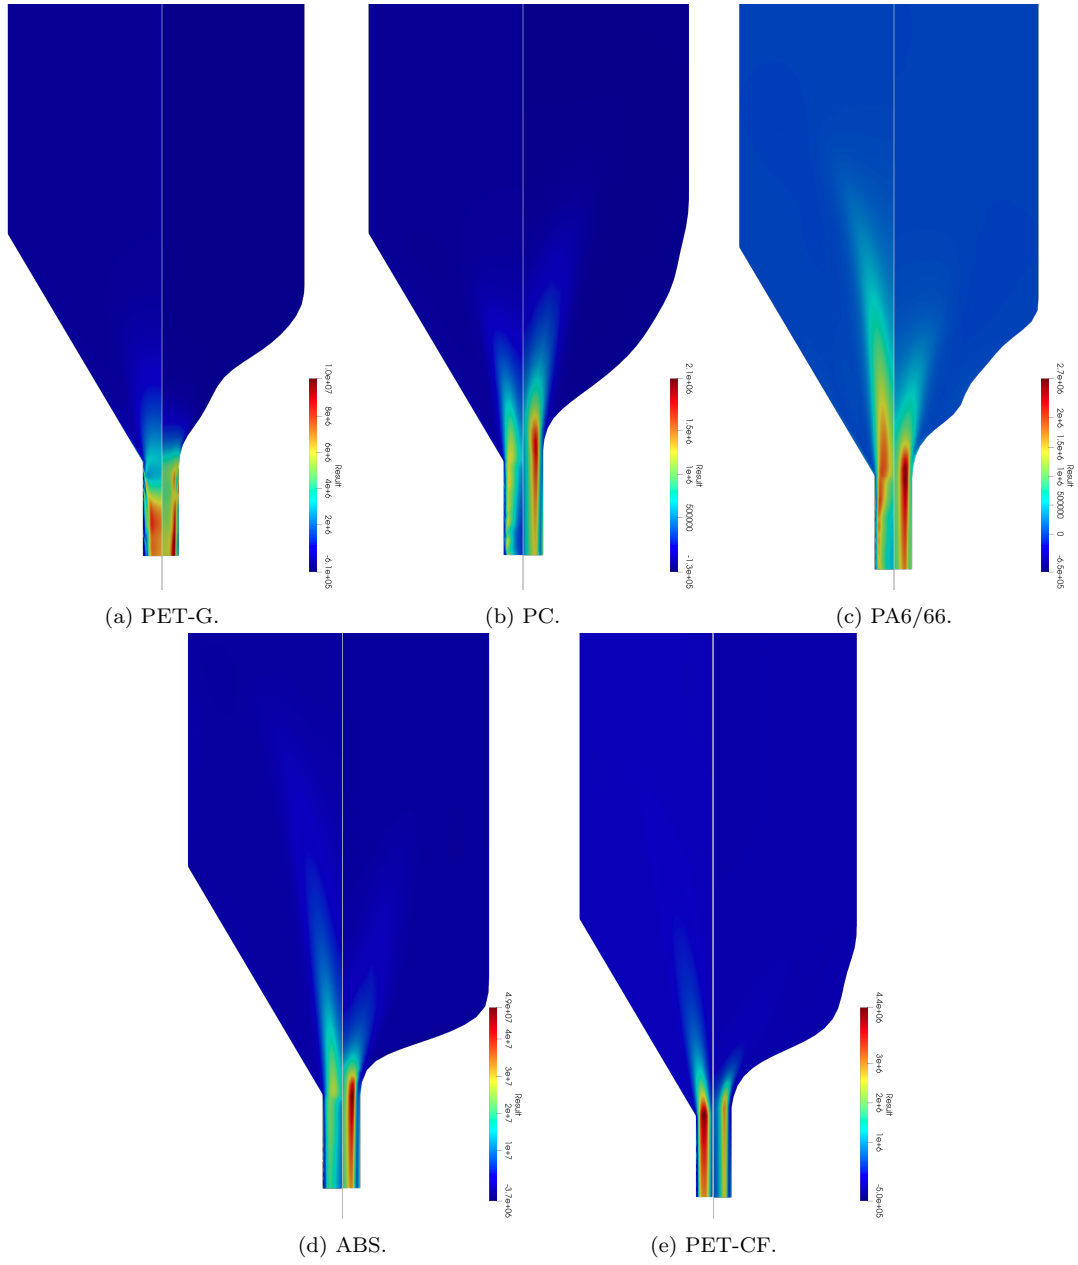 1.0e+07
8e+6
6e+6
4e+6
2e+6
-6.1e+05
Result
2.1e+06
1.5e+6
1e+6
500000
-1.3e+05
Result
2.7e+06
2e+6
1.5e+6
1e+6
500000
0
-6.5e+05
Result
(a) PET-G.
(b) PC.
(c) PA6/66.
4.9e+07
4e+7
3e+7
2e+7
1e+7
-3.7e+06
Result
4.4e+06
3e+6
2e+6
1e+6
-5.0e+05
Result
(d) ABS.
(e) PET-CF.